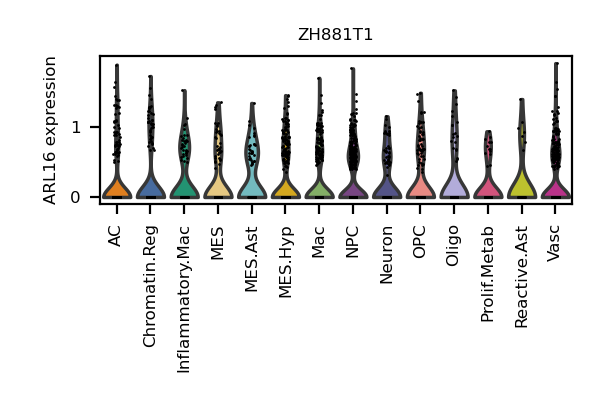 ZH881T1
ARL16 expression
1
0
AC
Chromatin.Reg
Inflammatory.Mac
MES
MES.Ast
MES.Hyp
Mac
NPC
Neuron
OPC
Oligo
Prolif.Metab
Reactive.Ast
Vasc